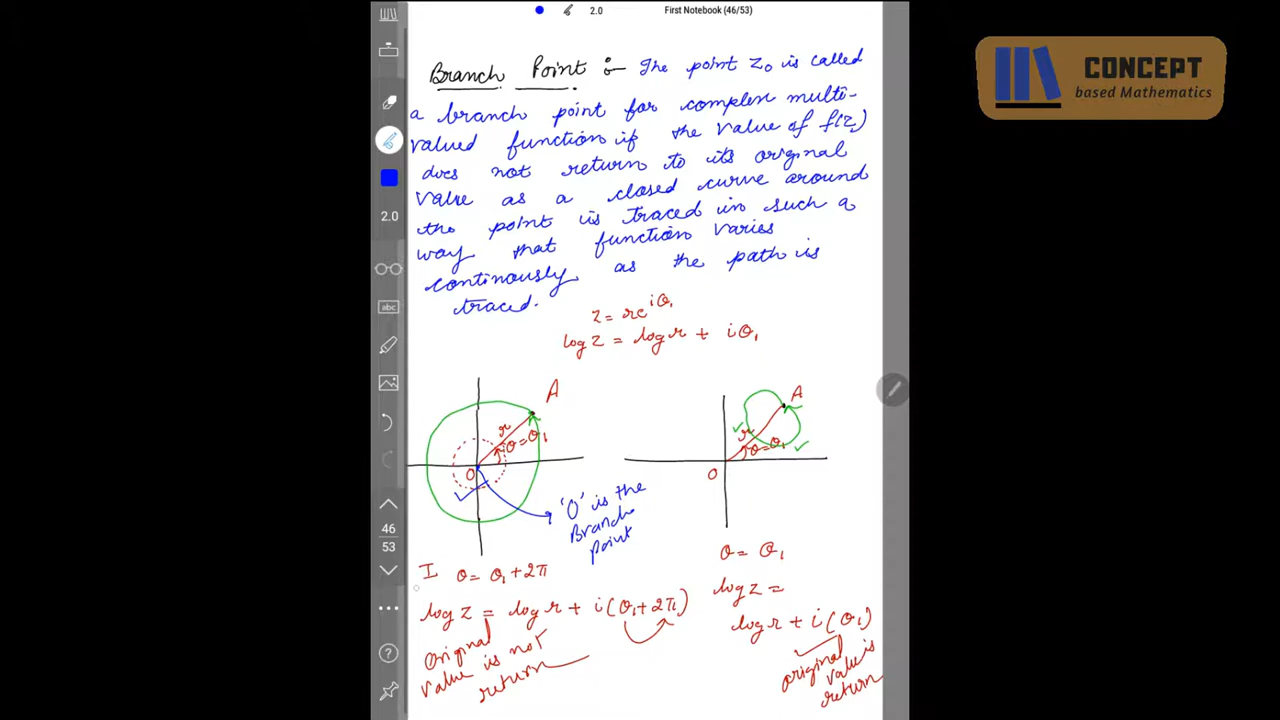 2.0
First Notebook (46/53)
CONCEPT
based Mathematics
Branch Point :- The point Z₀ is called
a branch point for complex multi-
valued function if the value of f(z)
does not return to its original
value as a closed curve around
the point is traced in such a
way that function varies
continously as the path is
traced.
z = re^iθ₁
log z = log r + iθ₁
A
r
θ=θ₁
O
'O' is the
Branch
point
A
r
θ=θ₁
O
I θ = θ₁ + 2π
log z = log r + i(θ₁+2π)
Original
value is not
return
θ = θ₁
log z =
log r + i(θ₁)
original
value is
return
2.0
abc
46
53
?